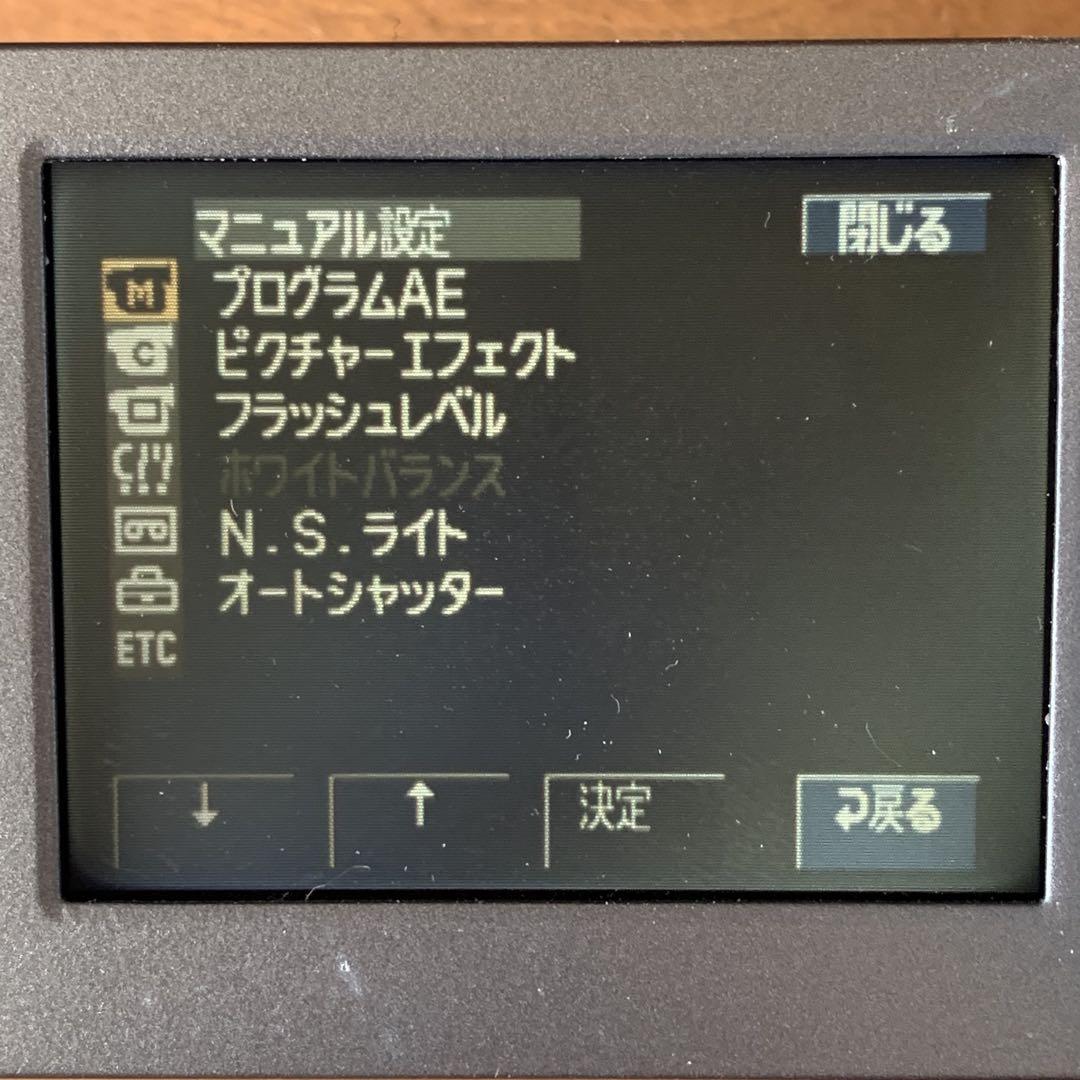 マニュアル設定
閉じる
M
プログラムAE
C
ピクチャーエフェクト
フラッシュレベル
ホワイトバランス
N.S.ライト
オートシャッター
ETC
↓
↑
決定
戻る